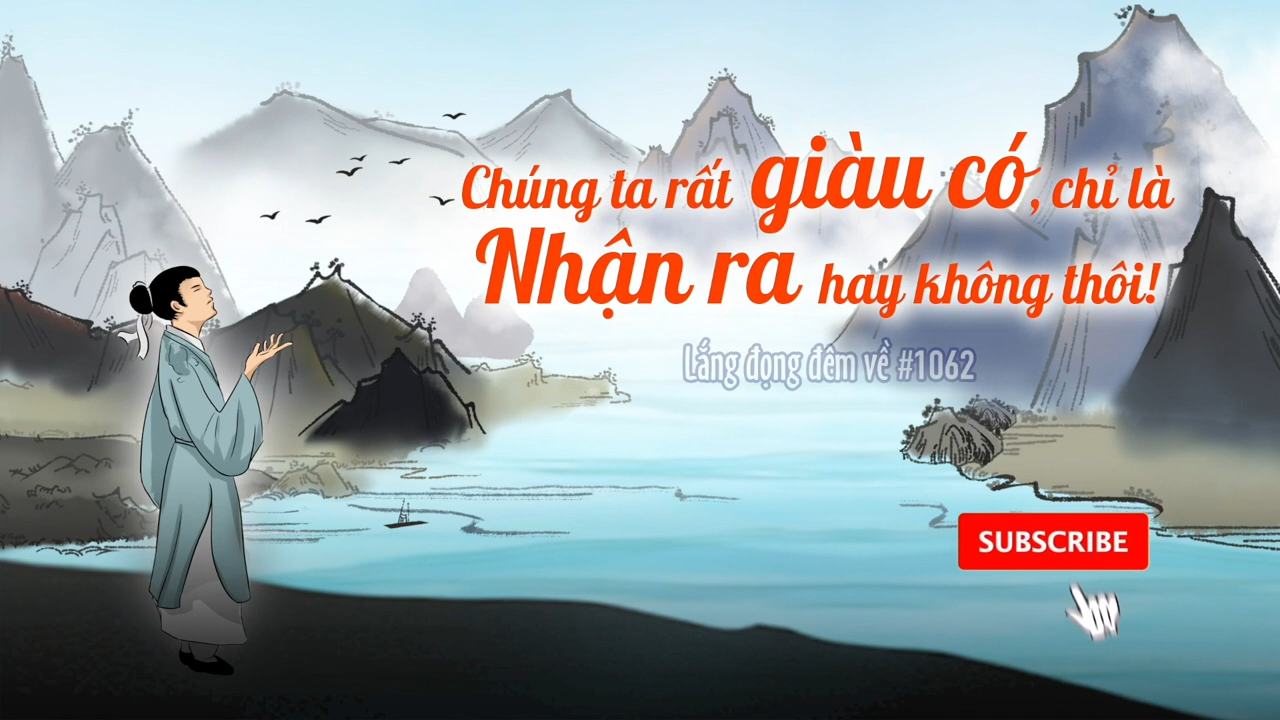 Chúng ta rất giàu có, chỉ là
Nhận ra hay không thôi!
Lắng đọng đêm về #1062
SUBSCRIBE